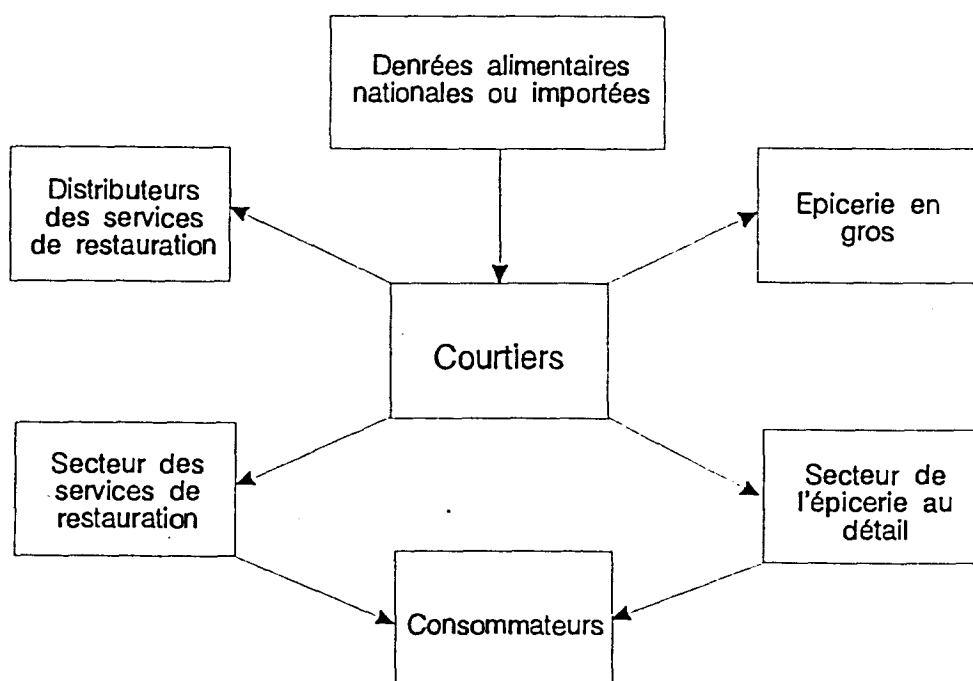 Denrées alimentaires
nationales ou importées
Distributeurs
des services
de restauration
Epicerie en
gros
Courtiers
Secteur des
services de
restauration
Secteur de
l'épicerie au
détail
Consommateurs